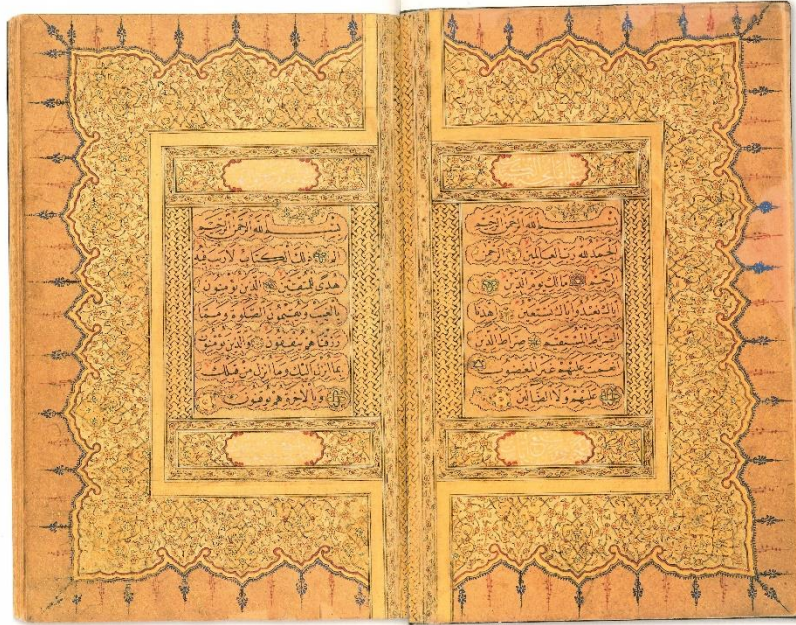 فاتحة الكتاب
بسم الله الرحمن الرحيم
الحمد لله رب العالمين الرحمن
الرحيم مالك يوم الدين
اياك نعبد و اياك نستعين اهدنا
الصراط المستقيم صراط الذين
انعمت عليهم غير المغضوب
عليهم ولا الضالين
بسم الله الرحمن الرحيم
الم ذلك الكتاب لا ريب فيه
هدى للمتقين الذين يؤمنون
بالغيب ويقيمون الصلوة ومما
رزقناهم ينفقون والذين يؤمنون
بما انزل اليك وما انزل من قبلك
وبالاخرة هم يوقنون